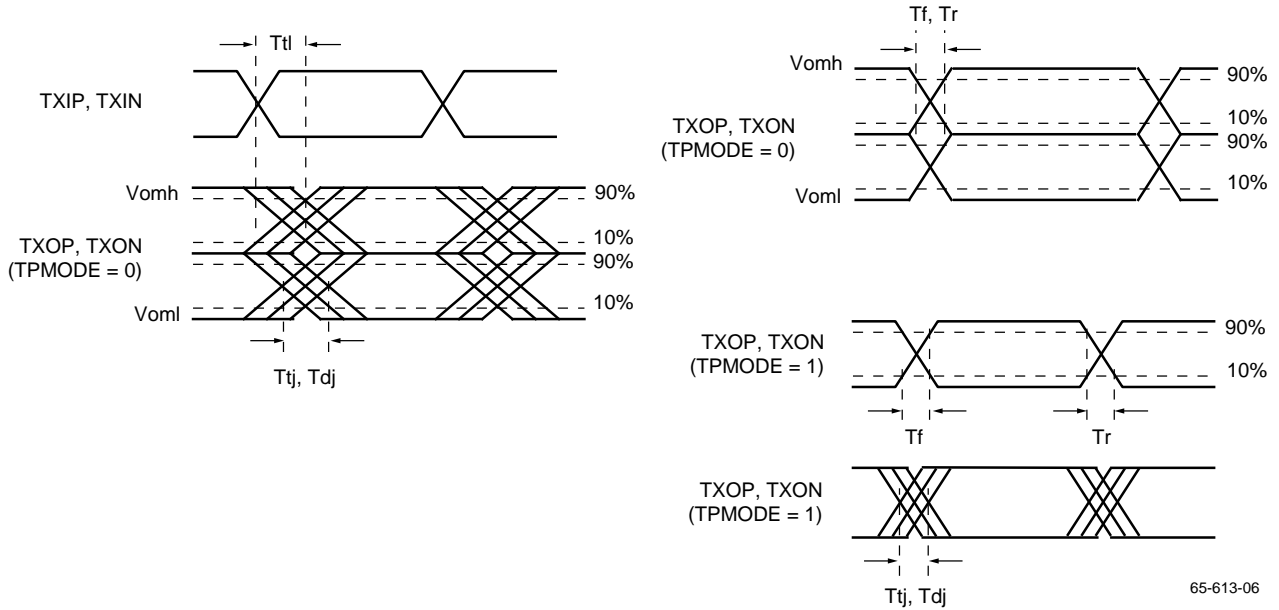 Ttl
TXIP, TXIN
Vomh
90%
TXOP, TXON
(TPMODE = 0)
10%
90%
10%
Voml
Ttj, Tdj
Tf, Tr
Vomh
90%
TXOP, TXON
(TPMODE = 0)
10%
90%
10%
Voml
TXOP, TXON
(TPMODE = 1)
90%
10%
Tf
Tr
TXOP, TXON
(TPMODE = 1)
Ttj, Tdj
65-613-06